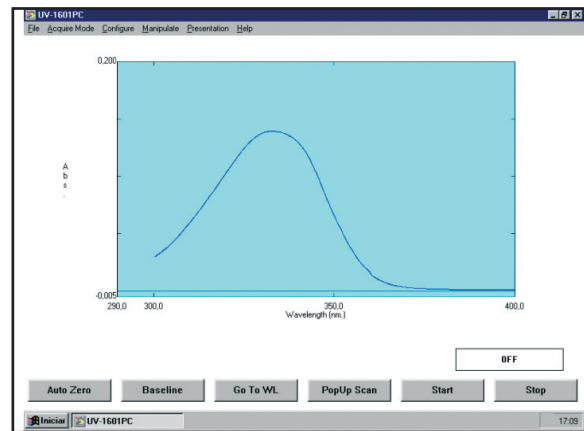 UV-1601PC
File Acquire Mode Configure Manipulate Presentation Help
0,200
A
b
s
.
-0,005
290,0 300,0 350,0 400,0
Wavelength (nm.)
OFF
Auto Zero Baseline Go To WL PopUp Scan Start Stop
Iniciar UV-1601PC 17:09